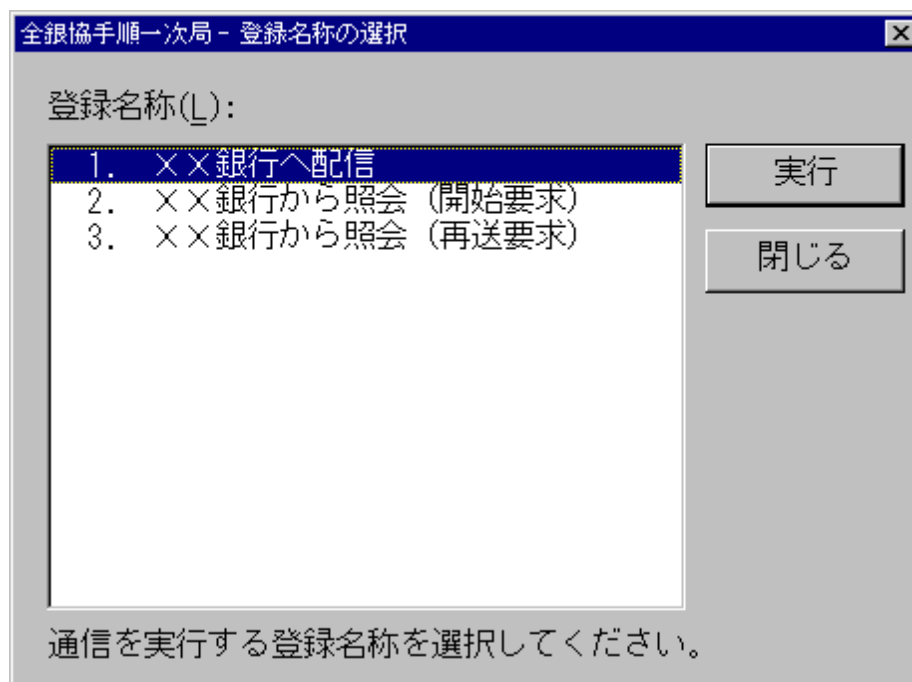 全銀協手順一次局 - 登録名称の選択
登録名称(L):
1. ××銀行へ配信
2. ××銀行から照会（開始要求）
3. ××銀行から照会（再送要求）
実行
閉じる
通信を実行する登録名称を選択してください。